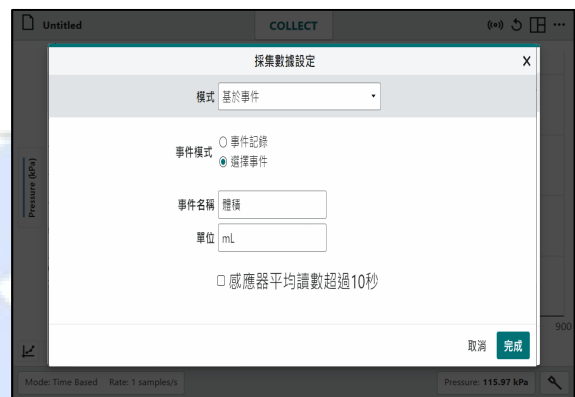 Untitled
COLLECT
採集數據設定
X
模式 基於事件
事件模式
事件記錄
選擇事件
事件名稱 體積
單位 mL
感應器平均讀數超過10秒
取消 完成
Pressure (kPa)
900
Mode: Time Based Rate: 1 samples/s
Pressure: 115.97 kPa